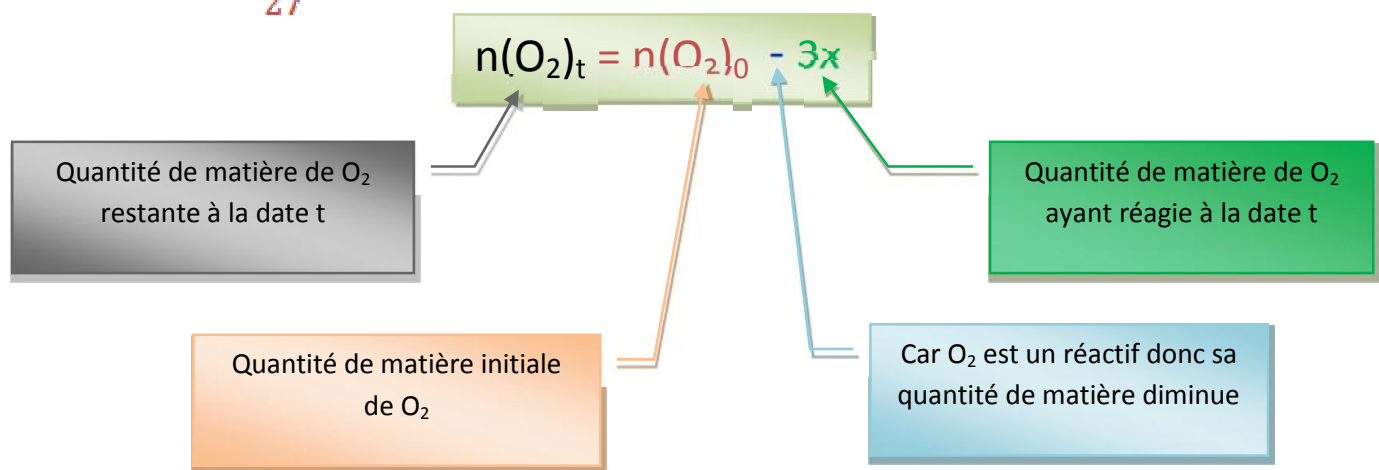 27
n(O₂)ₜ = n(O₂)₀ - 3x
Quantité de matière de O₂
restante à la date t
Quantité de matière de O₂
ayant réagie à la date t
Quantité de matière initiale
de O₂
Car O₂ est un réactif donc sa
quantité de matière diminue